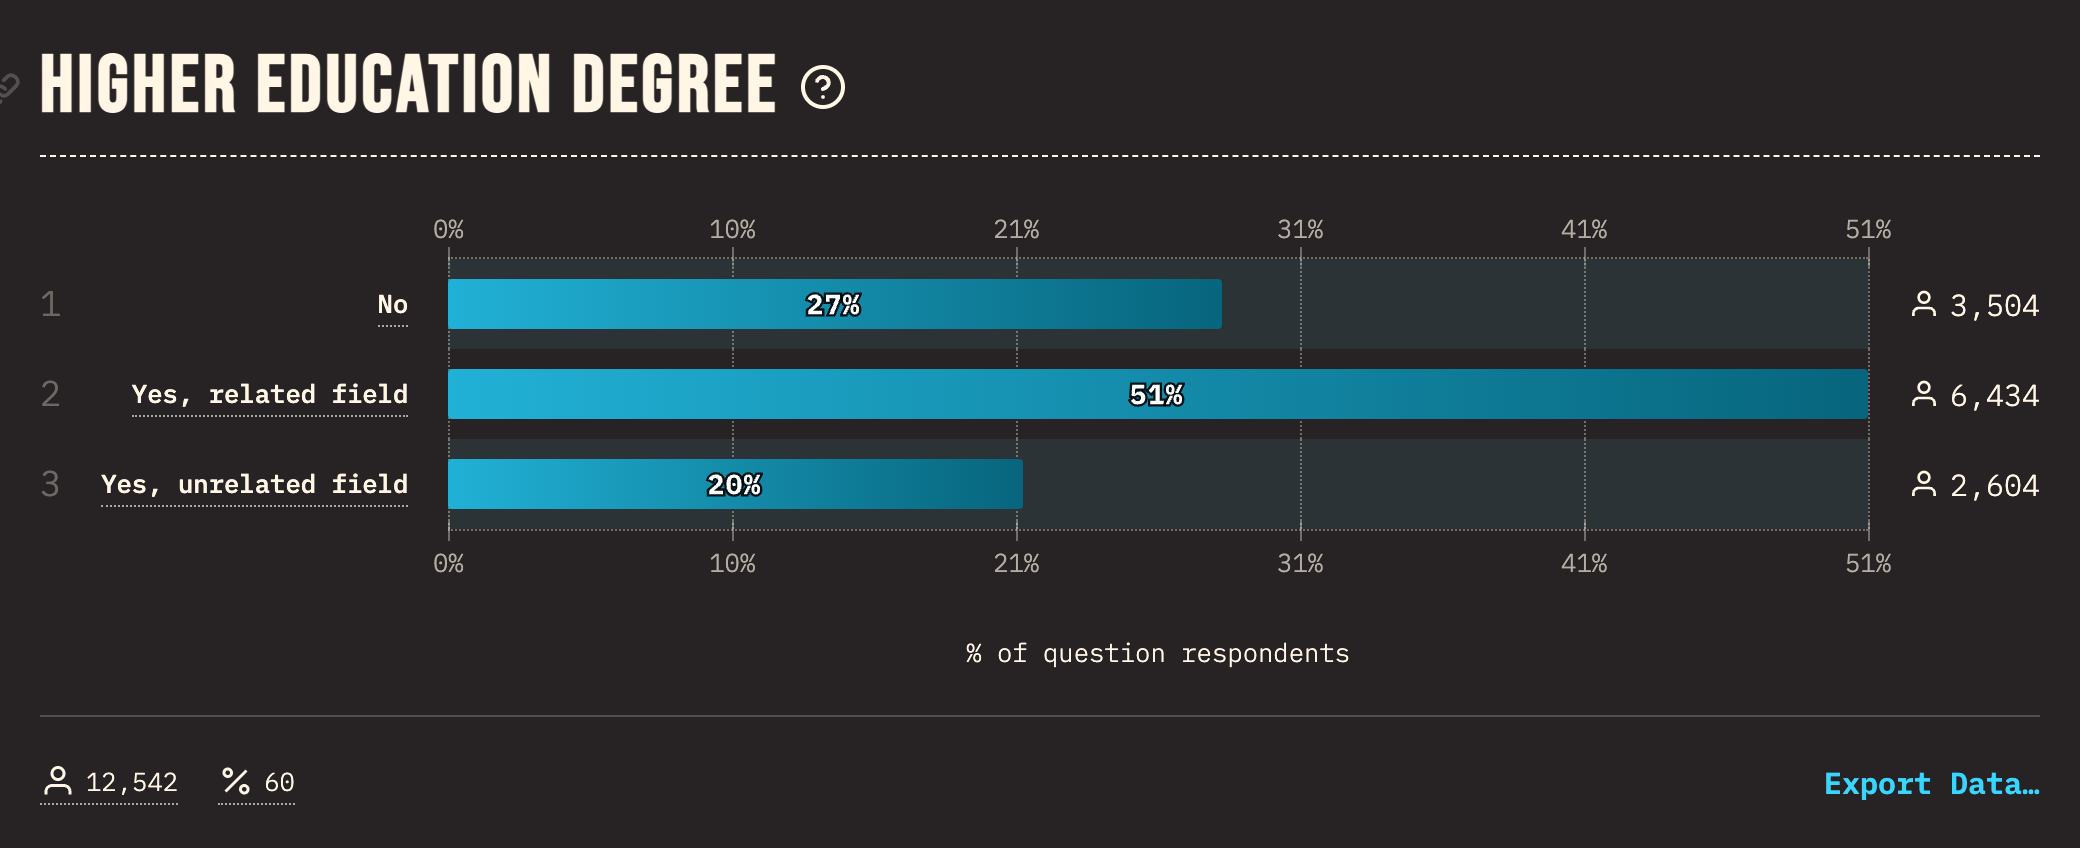 HIGHER EDUCATION DEGREE ?
0% 10% 21% 31% 41% 51%
1 No 27% 3,504
2 Yes, related field 51% 6,434
3 Yes, unrelated field 20% 2,604
0% 10% 21% 31% 41% 51%
% of question respondents
12,542 % 60 Export Data…